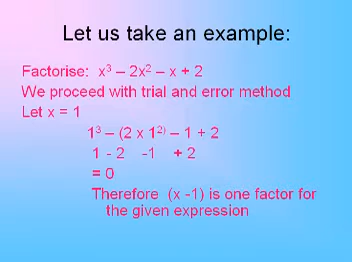 Let us take an example:
Factorise: x³ – 2x² – x + 2
We proceed with trial and error method
Let x = 1
1³ – (2 x 1²⁾ – 1 + 2
1 - 2 -1 + 2
= 0
Therefore (x -1) is one factor for
the given expression